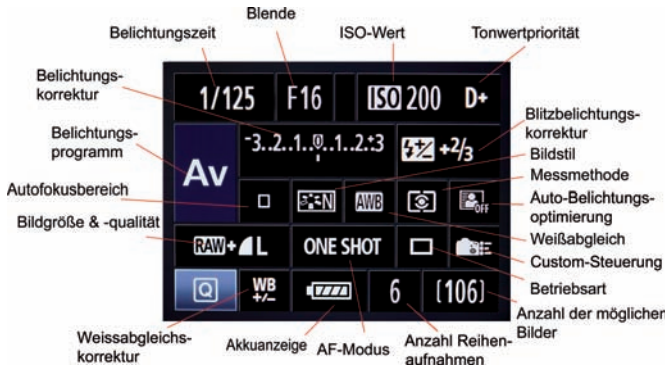 Blende
Belichtungszeit
ISO-Wert
Tonwertpriorität
Belichtungs-
korrektur
1/125 F16 ISO 200 D+
Blitzbelichtungs-
korrektur
-3..2..1..0..1..2.+3 +2/3
Belichtungs-
programm
Av
Bildstil
Messmethode
Autofokusbereich
N AWB OFF
Auto-Belichtungs-
optimierung
Bildgröße & -qualität
Weißabgleich
RAW+ L ONE SHOT
Custom-Steuerung
Betriebsart
Q WB +/- 6 [106]
Anzahl der möglichen
Bilder
Weissabgleichs-
korrektur
Akkuanzeige
AF-Modus
Anzahl Reihen-
aufnahmen